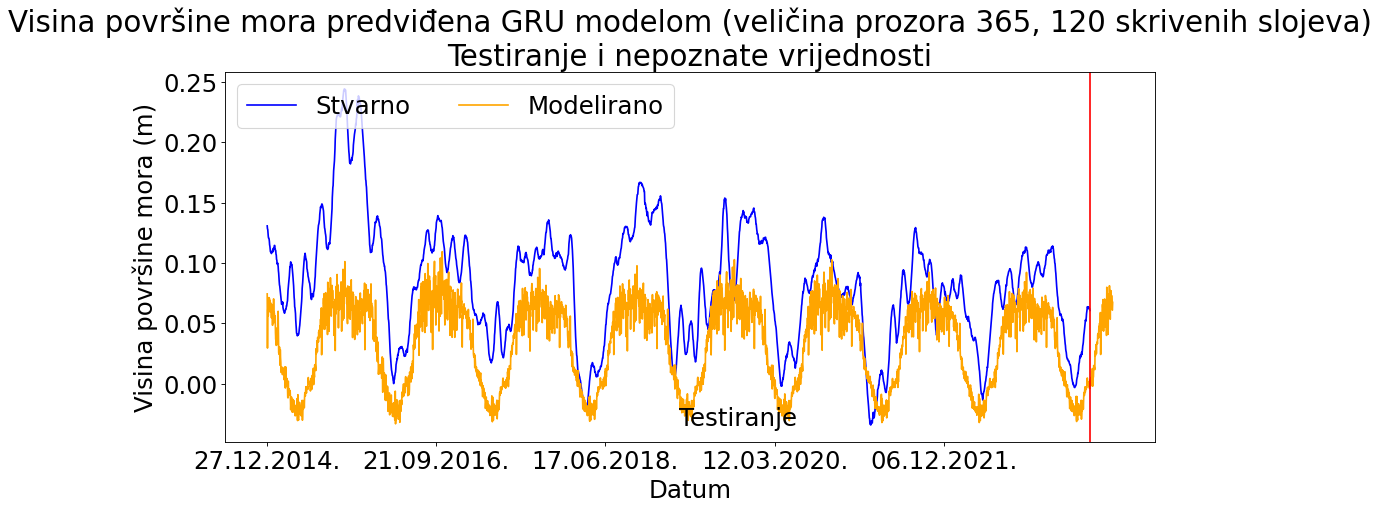 Visina površine mora predviđena GRU modelom (veličina prozora 365, 120 skrivenih slojeva)
Testiranje i nepoznate vrijednosti
Stvarno
Modelirano
Visina površine mora (m)
0.25
0.20
0.15
0.10
0.05
0.00
Testiranje
27.12.2014.
21.09.2016.
17.06.2018.
12.03.2020.
06.12.2021.
Datum